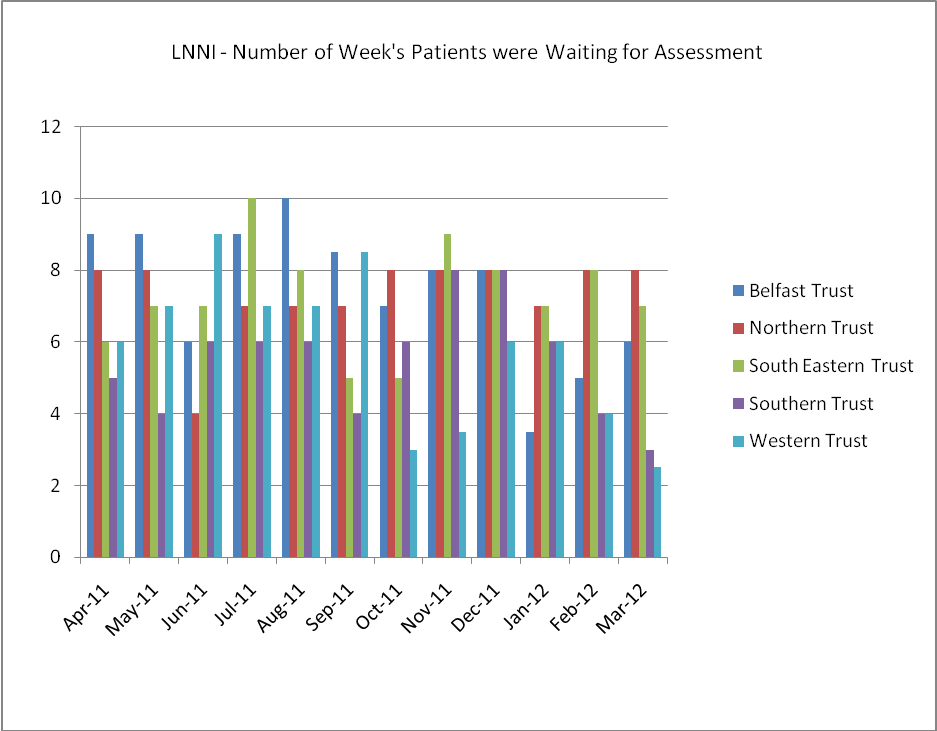 LNNI - Number of Week's Patients were Waiting for Assessment
12
10
8
6
4
2
0
Apr-11
May-11
Jun-11
Jul-11
Aug-11
Sep-11
Oct-11
Nov-11
Dec-11
Jan-12
Feb-12
Mar-12
Belfast Trust
Northern Trust
South Eastern Trust
Southern Trust
Western Trust